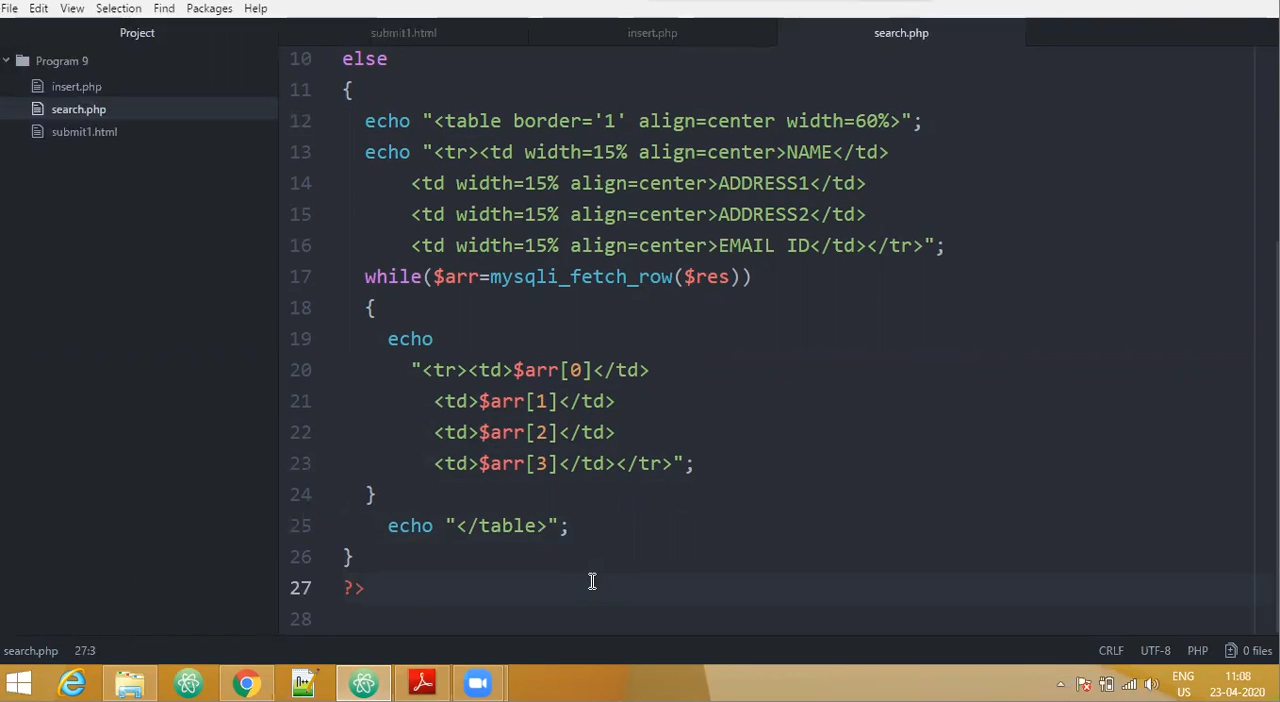 File Edit View Selection Find Packages Help
Project submit1.html insert.php search.php
Program 9
insert.php
search.php
submit1.html
10 else
11 {
12 echo "<table border='1' align=center width=60%>";
13 echo "<tr><td width=15% align=center>NAME</td>
14 <td width=15% align=center>ADDRESS1</td>
15 <td width=15% align=center>ADDRESS2</td>
16 <td width=15% align=center>EMAIL ID</td></tr>";
17 while($arr=mysqli_fetch_row($res))
18 {
19 echo
20 "<tr><td>$arr[0]</td>
21 <td>$arr[1]</td>
22 <td>$arr[2]</td>
23 <td>$arr[3]</td></tr>";
24 }
25 echo "</table>";
26 }
27 ?>
28
search.php 27:3 CRLF UTF-8 PHP 0 files
n++
ENG 11:08
US 23-04-2020